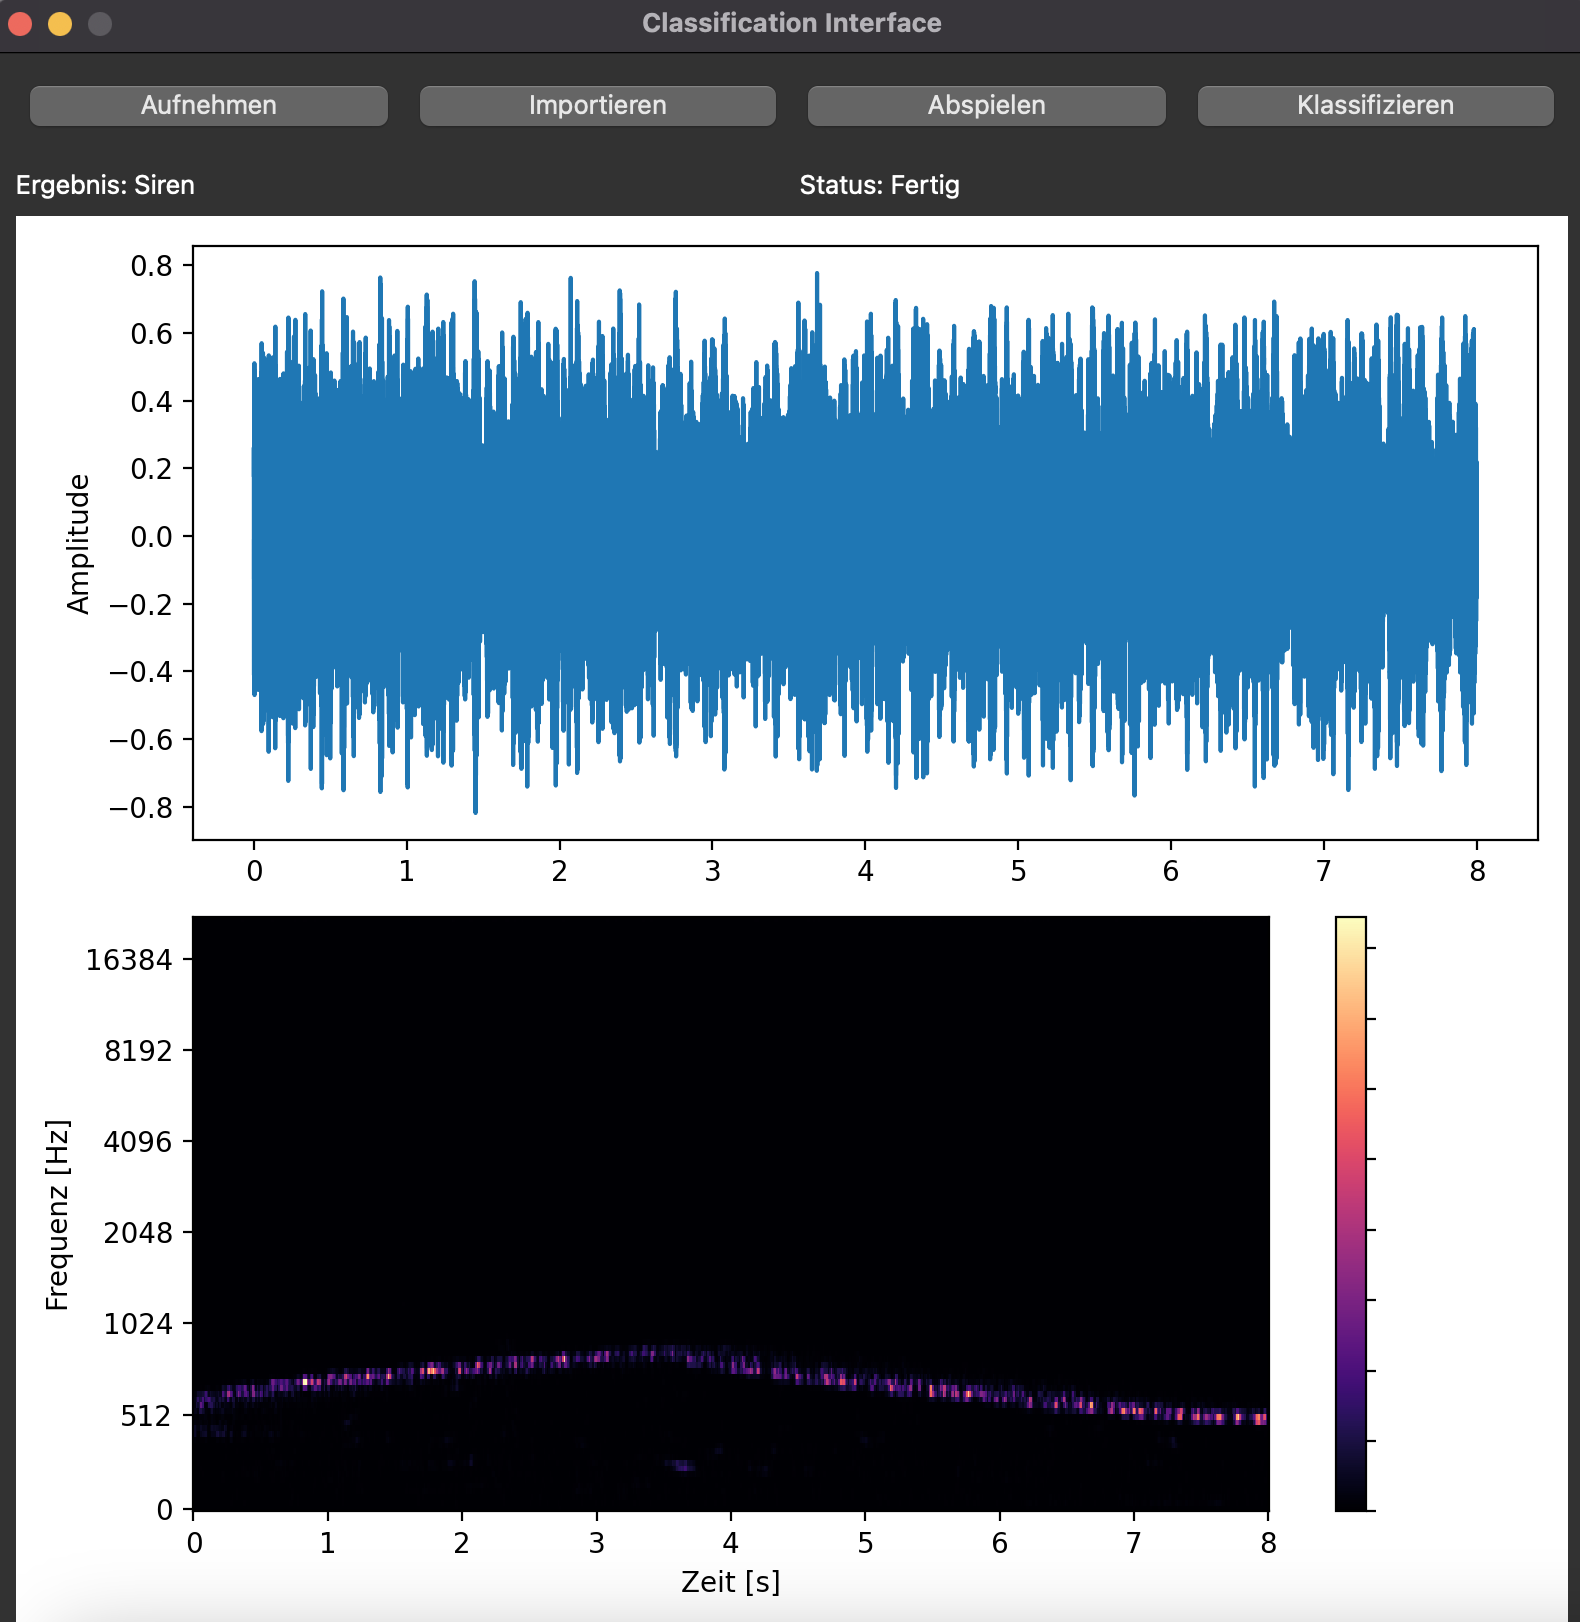 Classification Interface
Aufnehmen
Importieren
Abspielen
Klassifizieren
Ergebnis: Siren
Status: Fertig
0.8
0.6
0.4
0.2
0.0
−0.2
−0.4
−0.6
−0.8
Amplitude
0 1 2 3 4 5 6 7 8
16384
8192
4096
2048
1024
512
0
Frequenz [Hz]
0 1 2 3 4 5 6 7 8
Zeit [s]